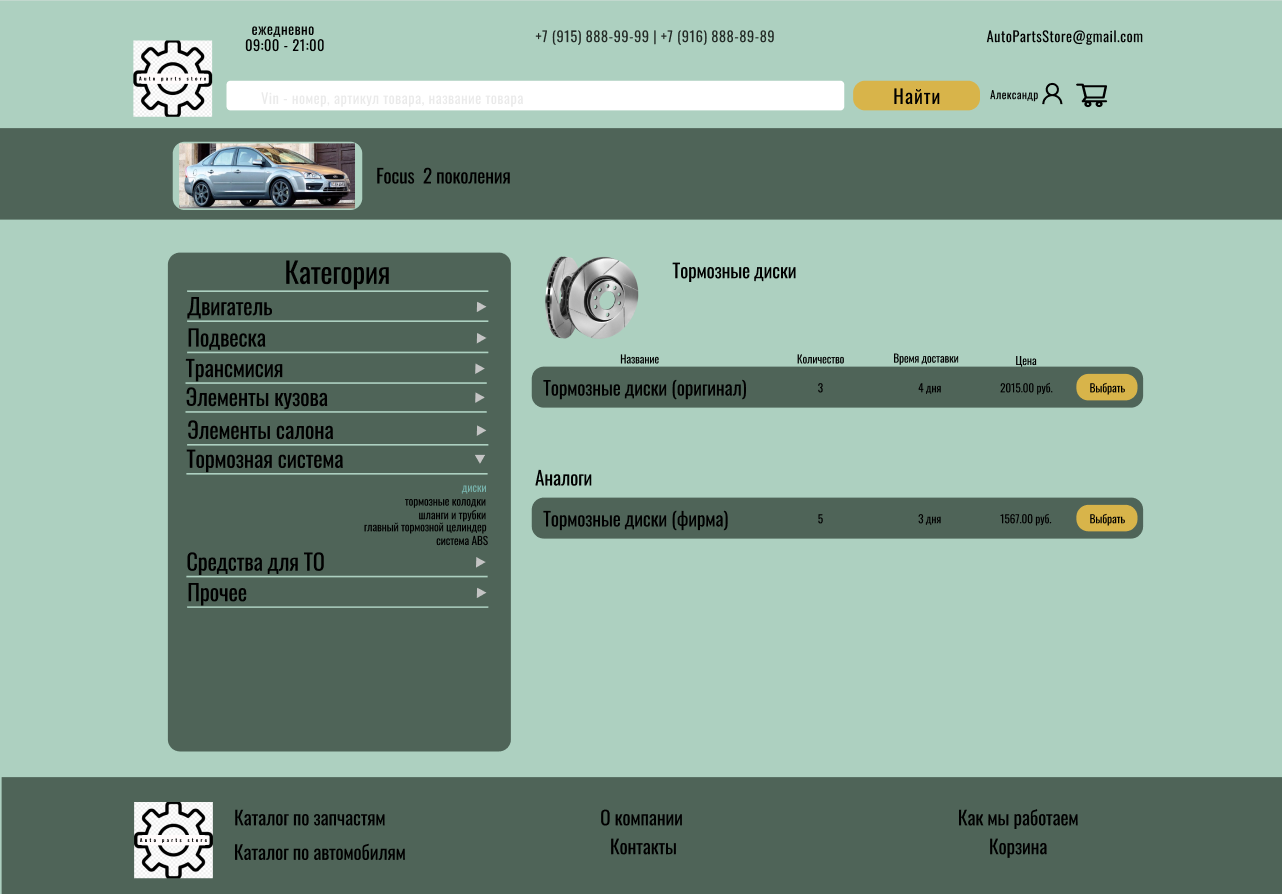 ежедневно
09:00 - 21:00
+7 (915) 888-99-99 | +7 (916) 888-89-89
AutoPartsStore@gmail.com
Auto parts store
Vin - номер, артикул товара, название товара
Найти
Александр
Focus 2 поколения
Категория
Двигатель
Подвеска
Трансмисия
Элементы кузова
Элементы салона
Тормозная система
диски
тормозные колодки
шланги и трубки
главный тормозной целиндер
система ABS
Средства для ТО
Прочее
Тормозные диски
Название Количество Время доставки Цена
Тормозные диски (оригинал) 3 4 дня 2015.00 руб. Выбрать
Аналоги
Тормозные диски (фирма) 5 3 дня 1567.00 руб. Выбрать
Auto parts store
Каталог по запчастям О компании Как мы работаем
Каталог по автомобилям Контакты Корзина